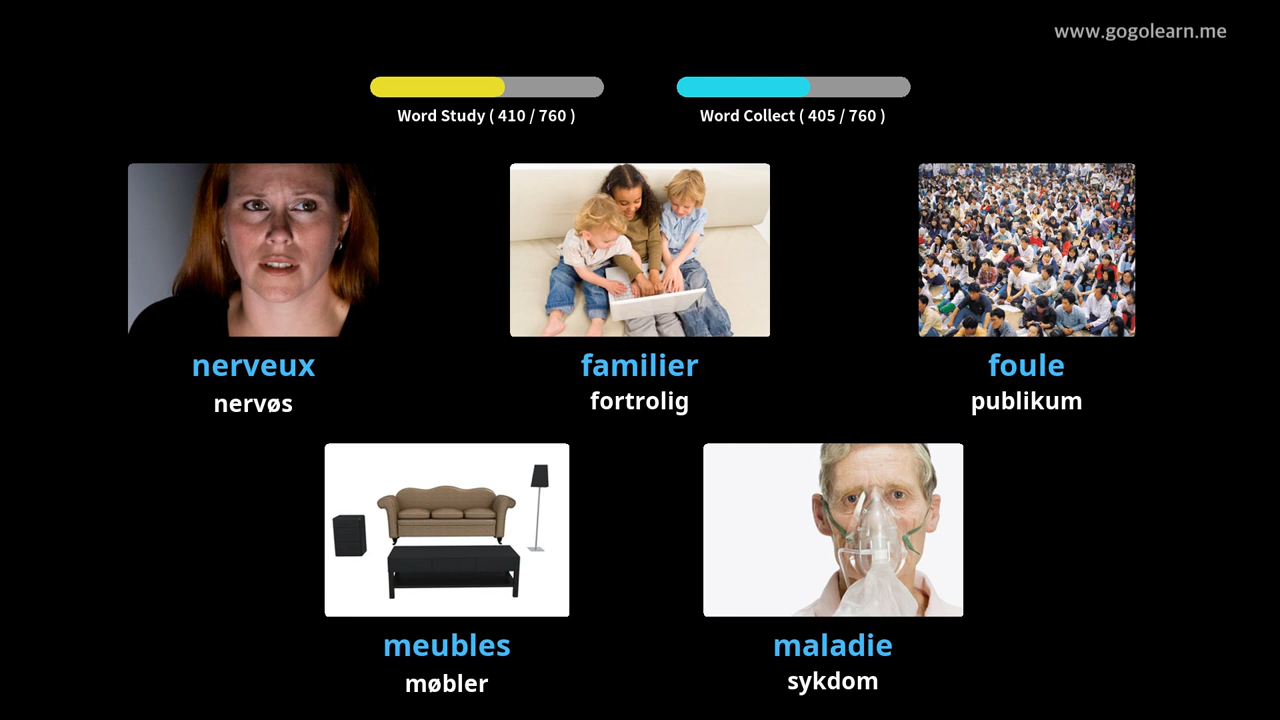 www.gogolearn.me
Word Study ( 410 / 760 )
Word Collect ( 405 / 760 )
nerveux
familier
foule
nervøs
fortrolig
publikum
meubles
maladie
møbler
sykdom